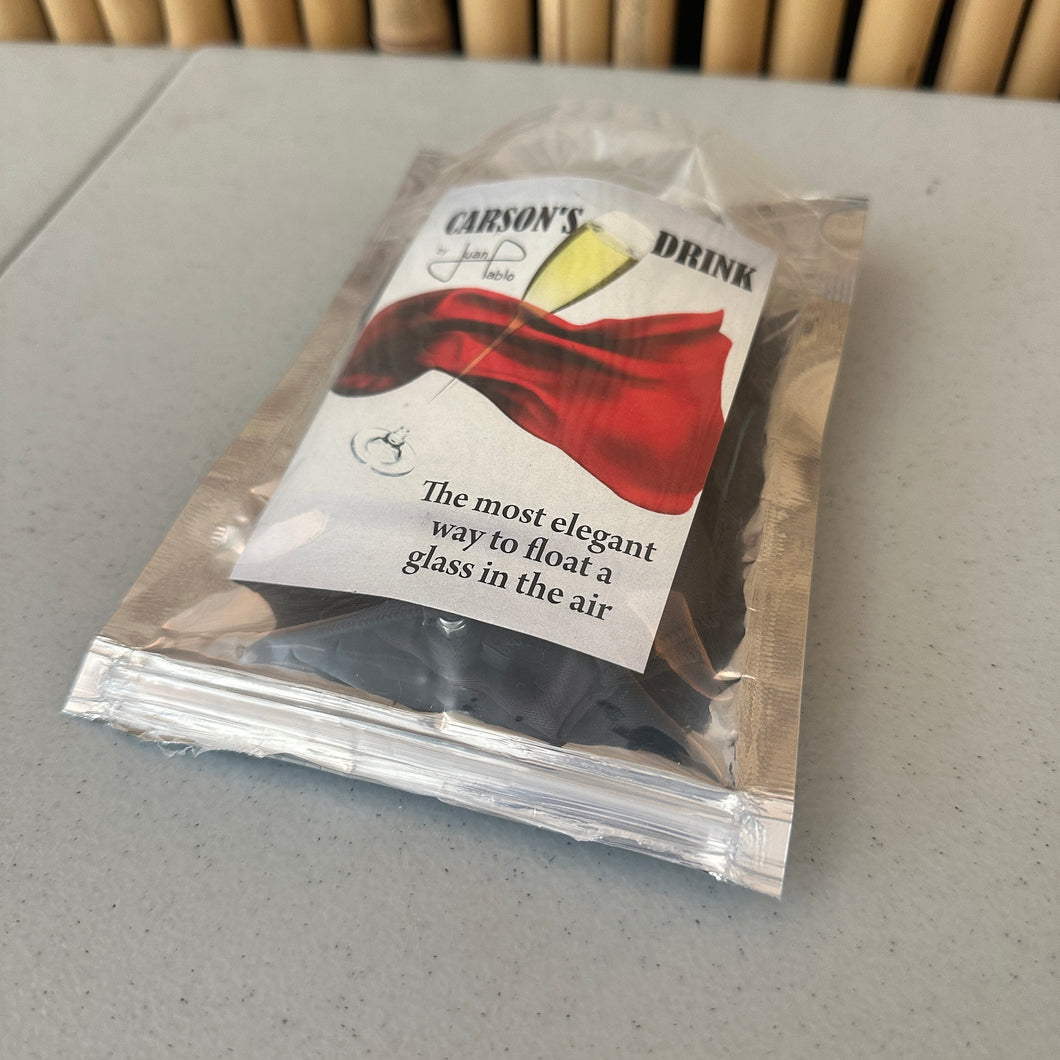 CARSON'S DRINK
by Juan Pablo
The most elegant
way to float a
glass in the air